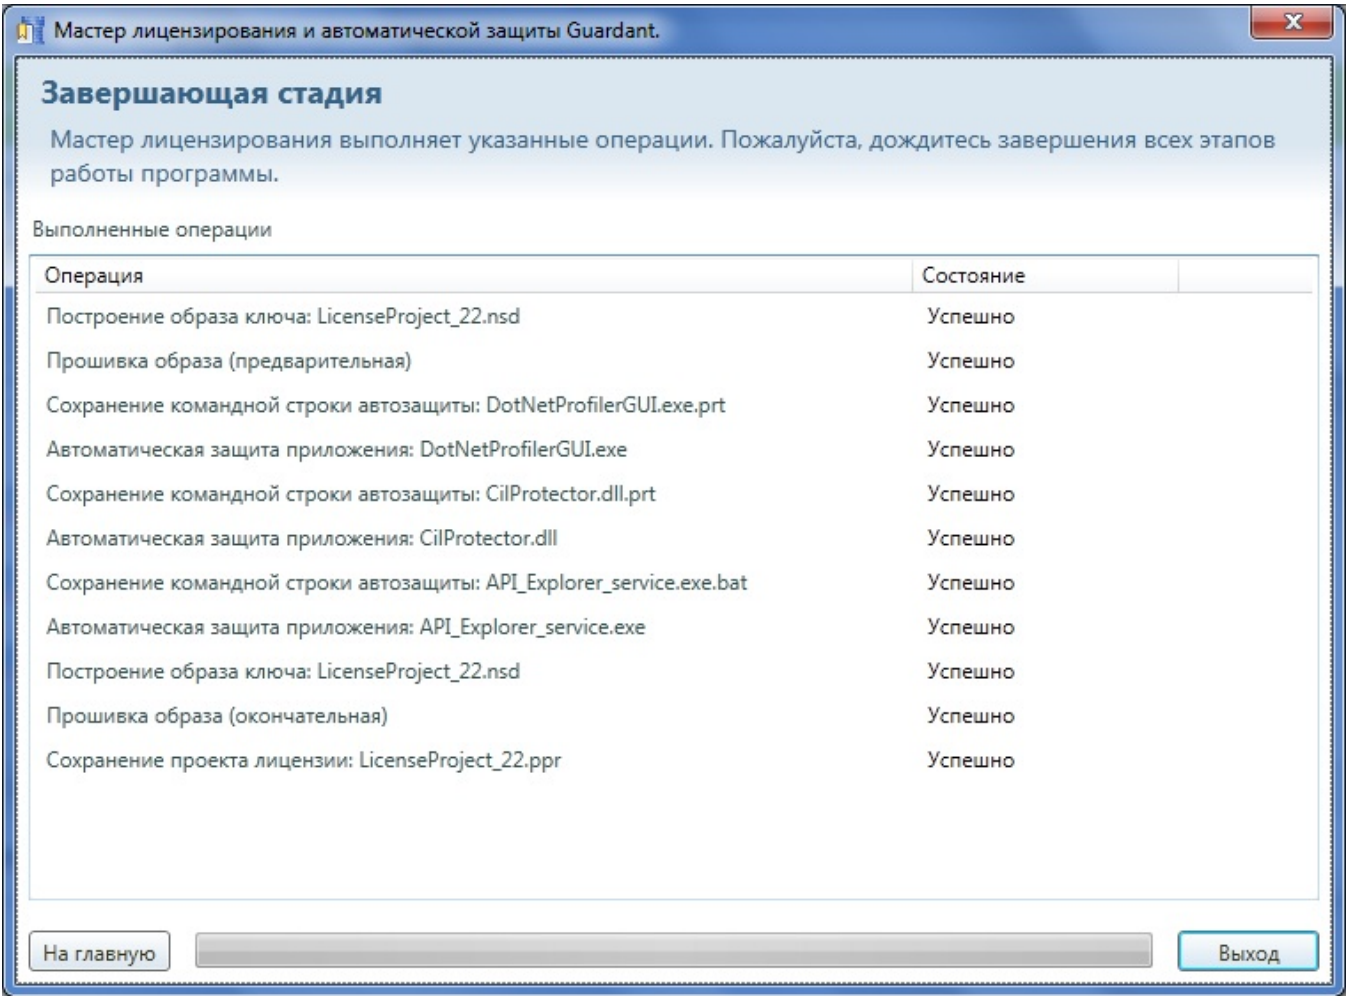 Мастер лицензирования и автоматической защиты Guardant.
Завершающая стадия
Мастер лицензирования выполняет указанные операции. Пожалуйста, дождитесь завершения всех этапов
работы программы.
Выполненные операции
Операция Состояние
Построение образа ключа: LicenseProject_22.nsd Успешно
Прошивка образа (предварительная) Успешно
Сохранение командной строки автозащиты: DotNetProfilerGUI.exe.prt Успешно
Автоматическая защита приложения: DotNetProfilerGUI.exe Успешно
Сохранение командной строки автозащиты: CilProtector.dll.prt Успешно
Автоматическая защита приложения: CilProtector.dll Успешно
Сохранение командной строки автозащиты: API_Explorer_service.exe.bat Успешно
Автоматическая защита приложения: API_Explorer_service.exe Успешно
Построение образа ключа: LicenseProject_22.nsd Успешно
Прошивка образа (окончательная) Успешно
Сохранение проекта лицензии: LicenseProject_22.ppr Успешно
На главную Выход